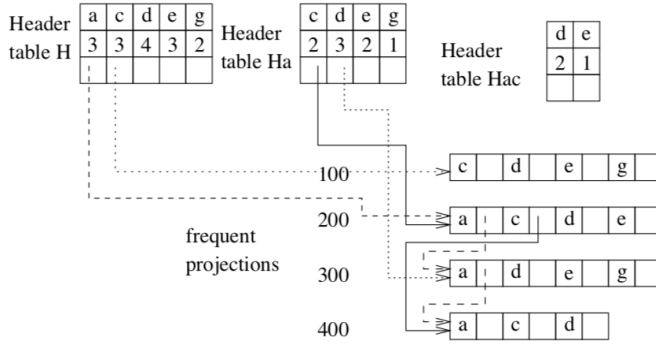 Header table H
a c d e g
3 3 4 3 2
Header table Ha
c d e g
2 3 2 1
Header table Hac
d e
2 1
frequent projections
100 c d e g
200 a c d e
300 a d e g
400 a c d